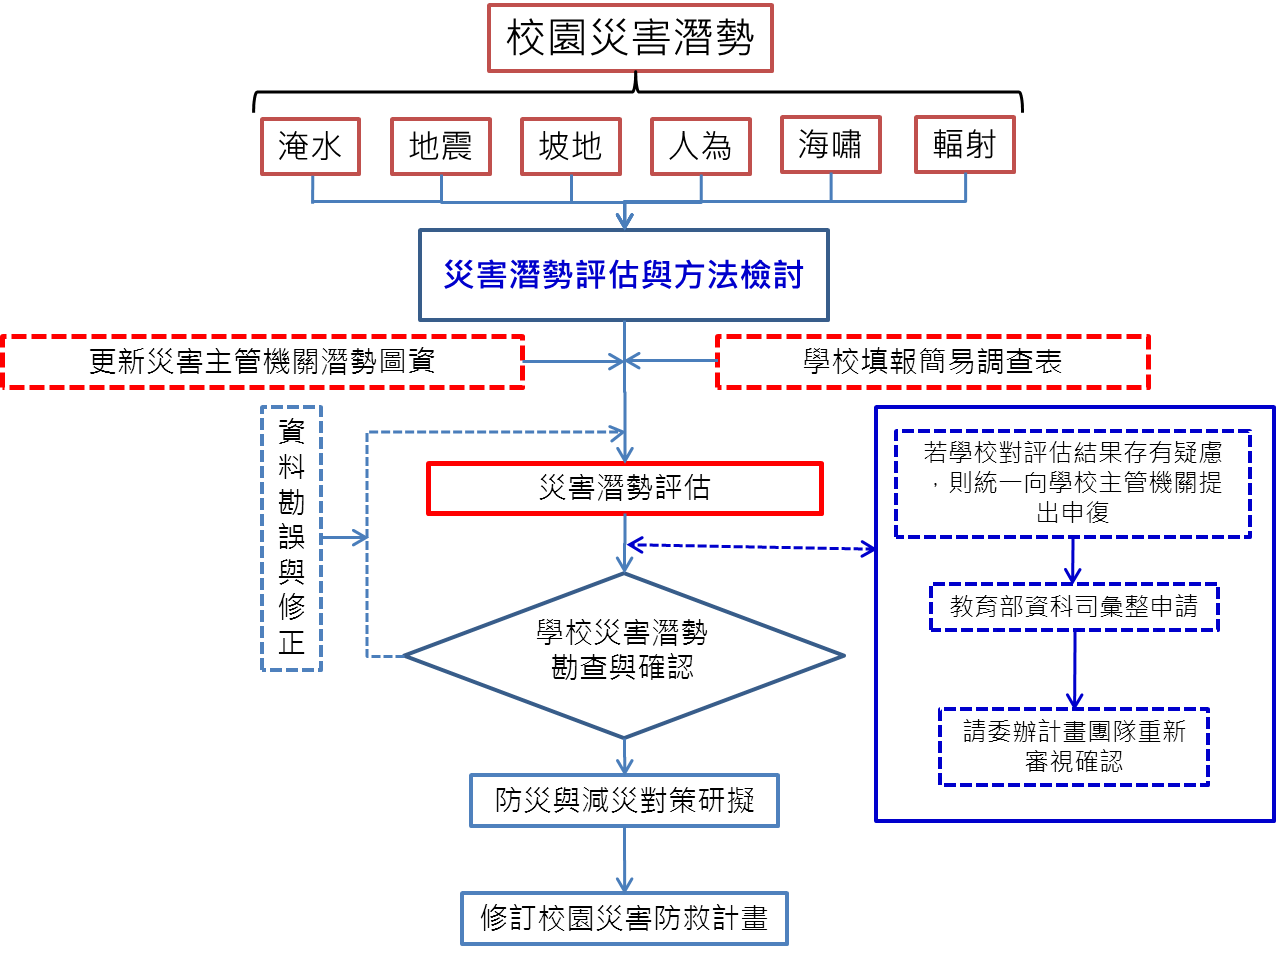 校園災害潛勢
淹水
地震
坡地
人為
海嘯
輻射
災害潛勢評估與方法檢討
更新災害主管機關潛勢圖資
學校填報簡易調查表
資料勘誤與修正
災害潛勢評估
若學校對評估結果存有疑慮
，則統一向學校主管機關提
出申復
教育部資科司彙整申請
學校災害潛勢
勘查與確認
請委辦計畫團隊重新
審視確認
防災與減災對策研擬
修訂校園災害防救計畫